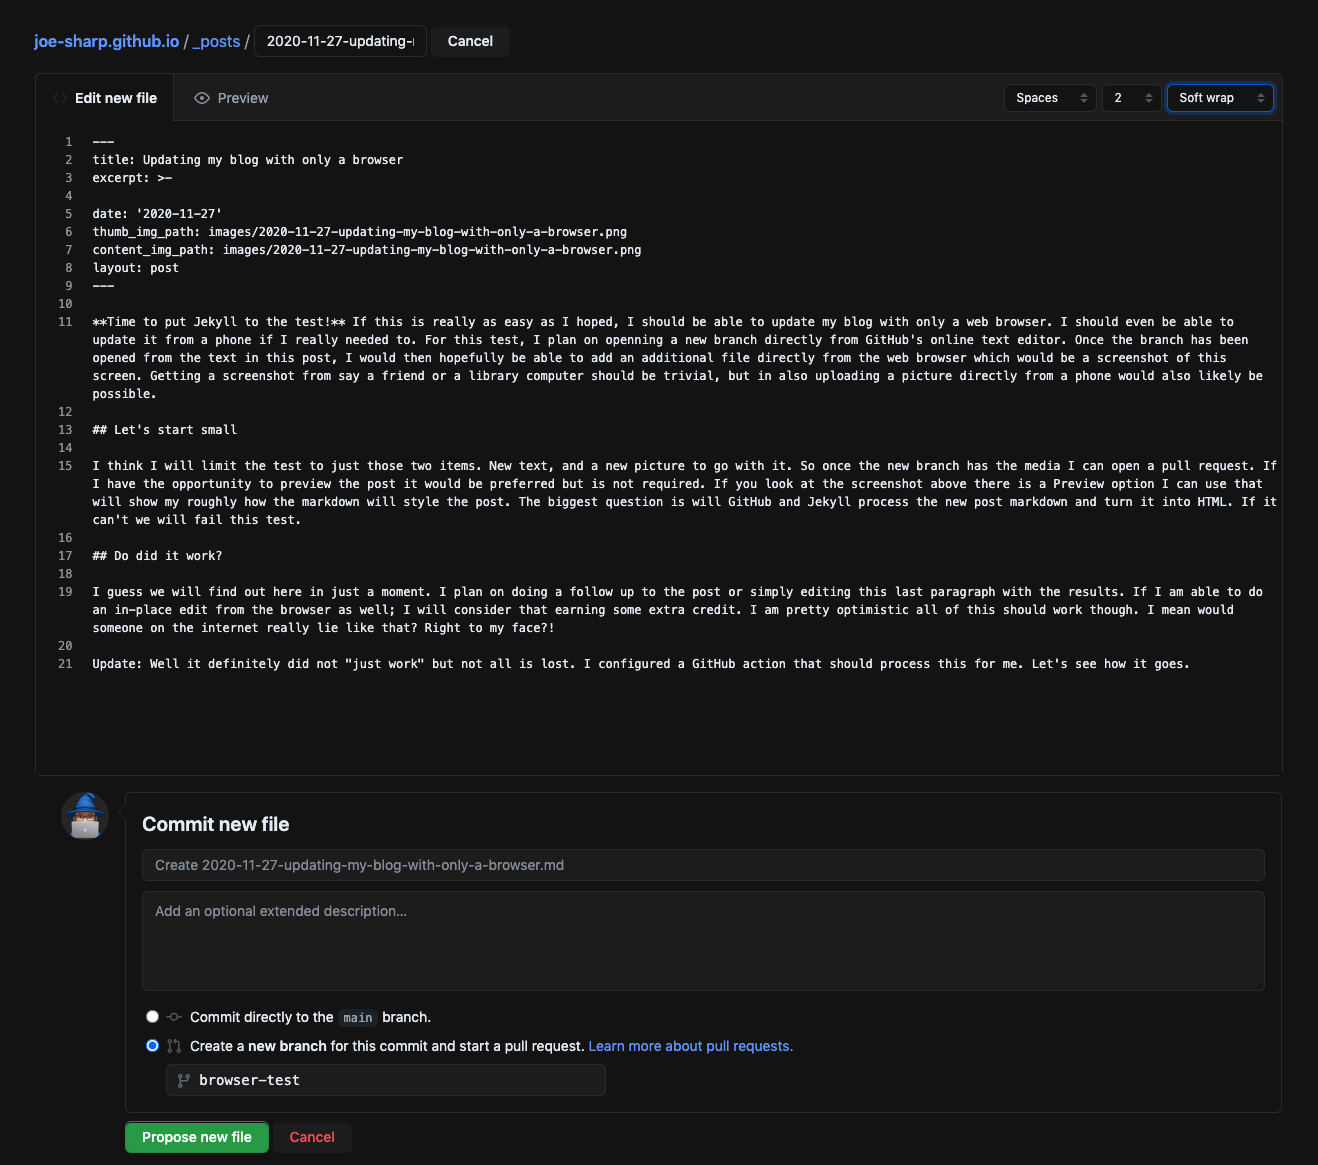 joe-sharp.github.io / _posts / 2020-11-27-updating- Cancel
Edit new file Preview Spaces 2 Soft wrap
1 ---
2 title: Updating my blog with only a browser
3 excerpt: >-
4
5 date: '2020-11-27'
6 thumb_img_path: images/2020-11-27-updating-my-blog-with-only-a-browser.png
7 content_img_path: images/2020-11-27-updating-my-blog-with-only-a-browser.png
8 layout: post
9 ---
10
11 **Time to put Jekyll to the test!** If this is really as easy as I hoped, I should be able to update my blog with only a web browser. I should even be able to
update it from a phone if I really needed to. For this test, I plan on openning a new branch directly from GitHub's online text editor. Once the branch has been
opened from the text in this post, I would then hopefully be able to add an additional file directly from the web browser which would be a screenshot of this
screen. Getting a screenshot from say a friend or a library computer should be trivial, but in also uploading a picture directly from a phone would also likely be
possible.
12
13 ## Let's start small
14
15 I think I will limit the test to just those two items. New text, and a new picture to go with it. So once the new branch has the media I can open a pull request. If
I have the opportunity to preview the post it would be preferred but is not required. If you look at the screenshot above there is a Preview option I can use that
will show my roughly how the markdown will style the post. The biggest question is will GitHub and Jekyll process the new post markdown and turn it into HTML. If it
can't we will fail this test.
16
17 ## Do did it work?
18
19 I guess we will find out here in just a moment. I plan on doing a follow up to the post or simply editing this last paragraph with the results. If I am able to do
an in-place edit from the browser as well; I will consider that earning some extra credit. I am pretty optimistic all of this should work though. I mean would
someone on the internet really lie like that? Right to my face?!
20
21 Update: Well it definitely did not "just work" but not all is lost. I configured a GitHub action that should process this for me. Let's see how it goes.
Commit new file
Create 2020-11-27-updating-my-blog-with-only-a-browser.md
Add an optional extended description...
Commit directly to the main branch.
Create a new branch for this commit and start a pull request. Learn more about pull requests.
browser-test
Propose new file Cancel